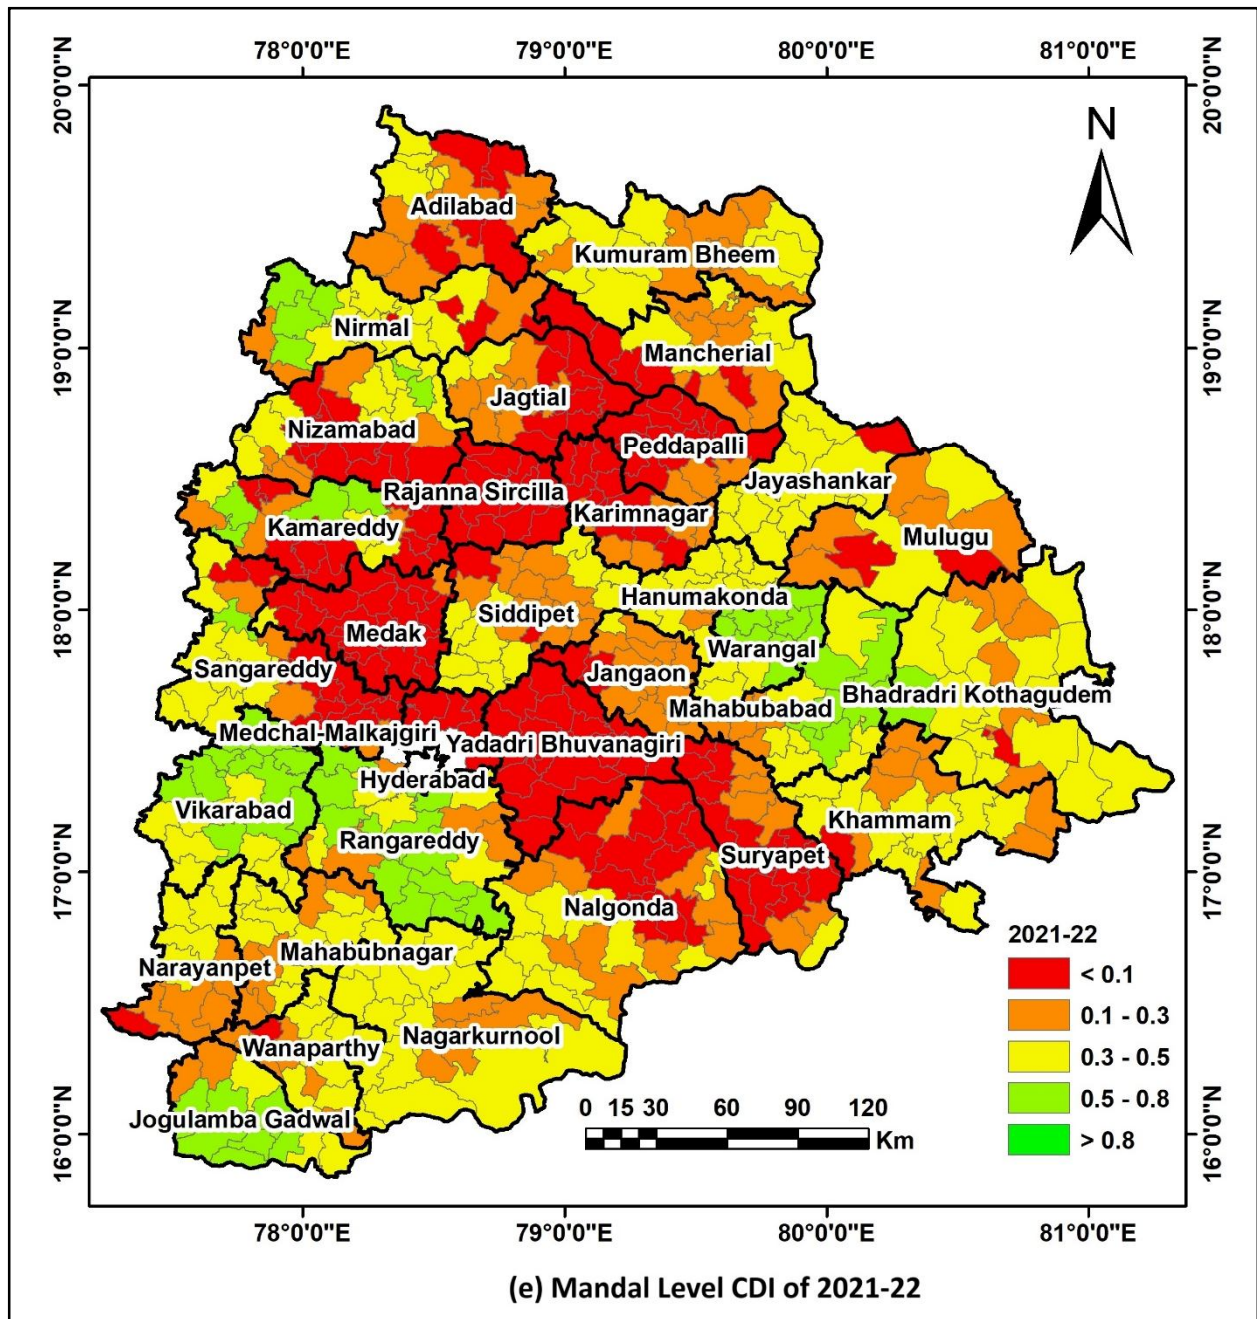 78°0'0"E 79°0'0"E 80°0'0"E 81°0'0"E
20°0'0"N
20°0'0"N
N
Adilabad
Kumuram Bheem
Nirmal
19°0'0"N
19°0'0"N
Mancherial
Jagtial
Nizamabad
Peddapalli
Jayashankar
Rajanna Sircilla
Karimnagar
Kamareddy
Mulugu
Hanumakonda
18°0'0"N
18°0'0"N
Siddipet
Medak
Warangal
Sangareddy
Jangaon
Bhadradri Kothagudem
Mahabubabad
Medchal-Malkajgiri
Yadadri Bhuvanagiri
Hyderabad
Vikarabad
Khammam
Rangareddy
Suryapet
17°0'0"N
17°0'0"N
Nalgonda
2021-22
Mahabubnagar
Narayanpet
< 0.1
0.1 - 0.3
Nagarkurnool
Wanaparthy
0.3 - 0.5
0.5 - 0.8
> 0.8
Jogulamba Gadwal
0 15 30 60 90 120
Km
16°0'0"N
16°0'0"N
78°0'0"E 79°0'0"E 80°0'0"E 81°0'0"E
(e) Mandal Level CDI of 2021-22